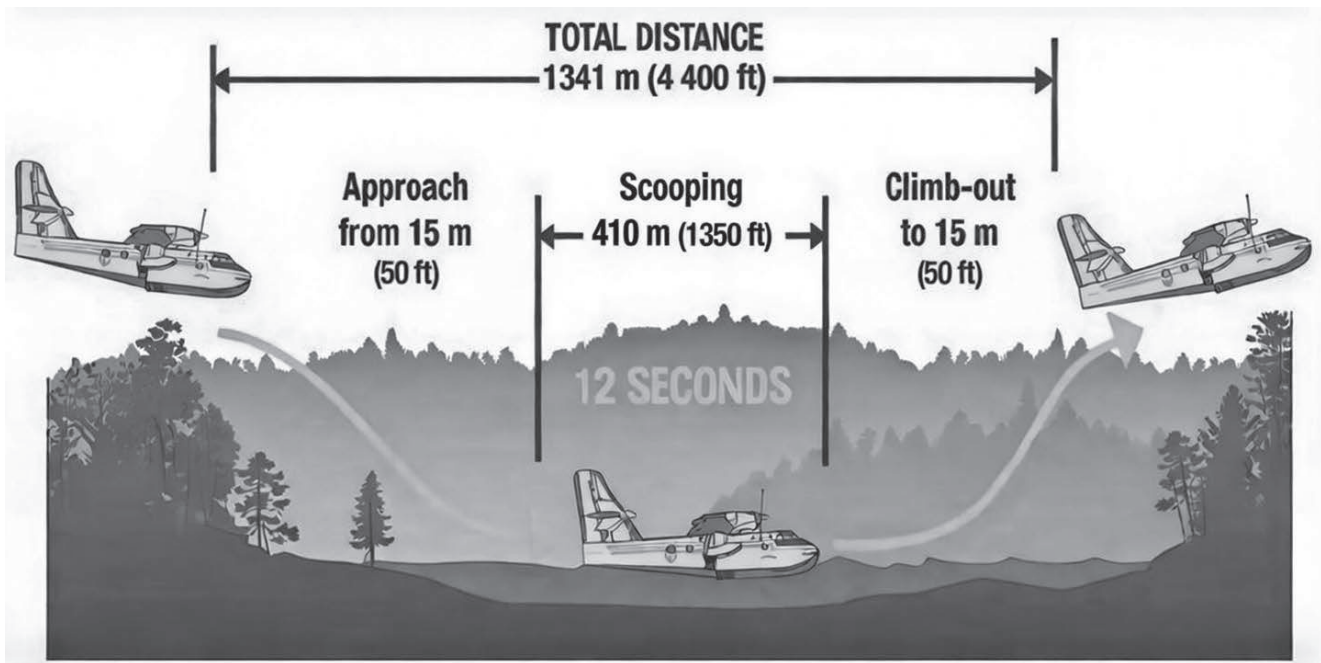 TOTAL DISTANCE
1341 m (4 400 ft)
Approach
from 15 m
(50 ft)
Scooping
410 m (1350 ft)
Climb-out
to 15 m
(50 ft)
12 SECONDS